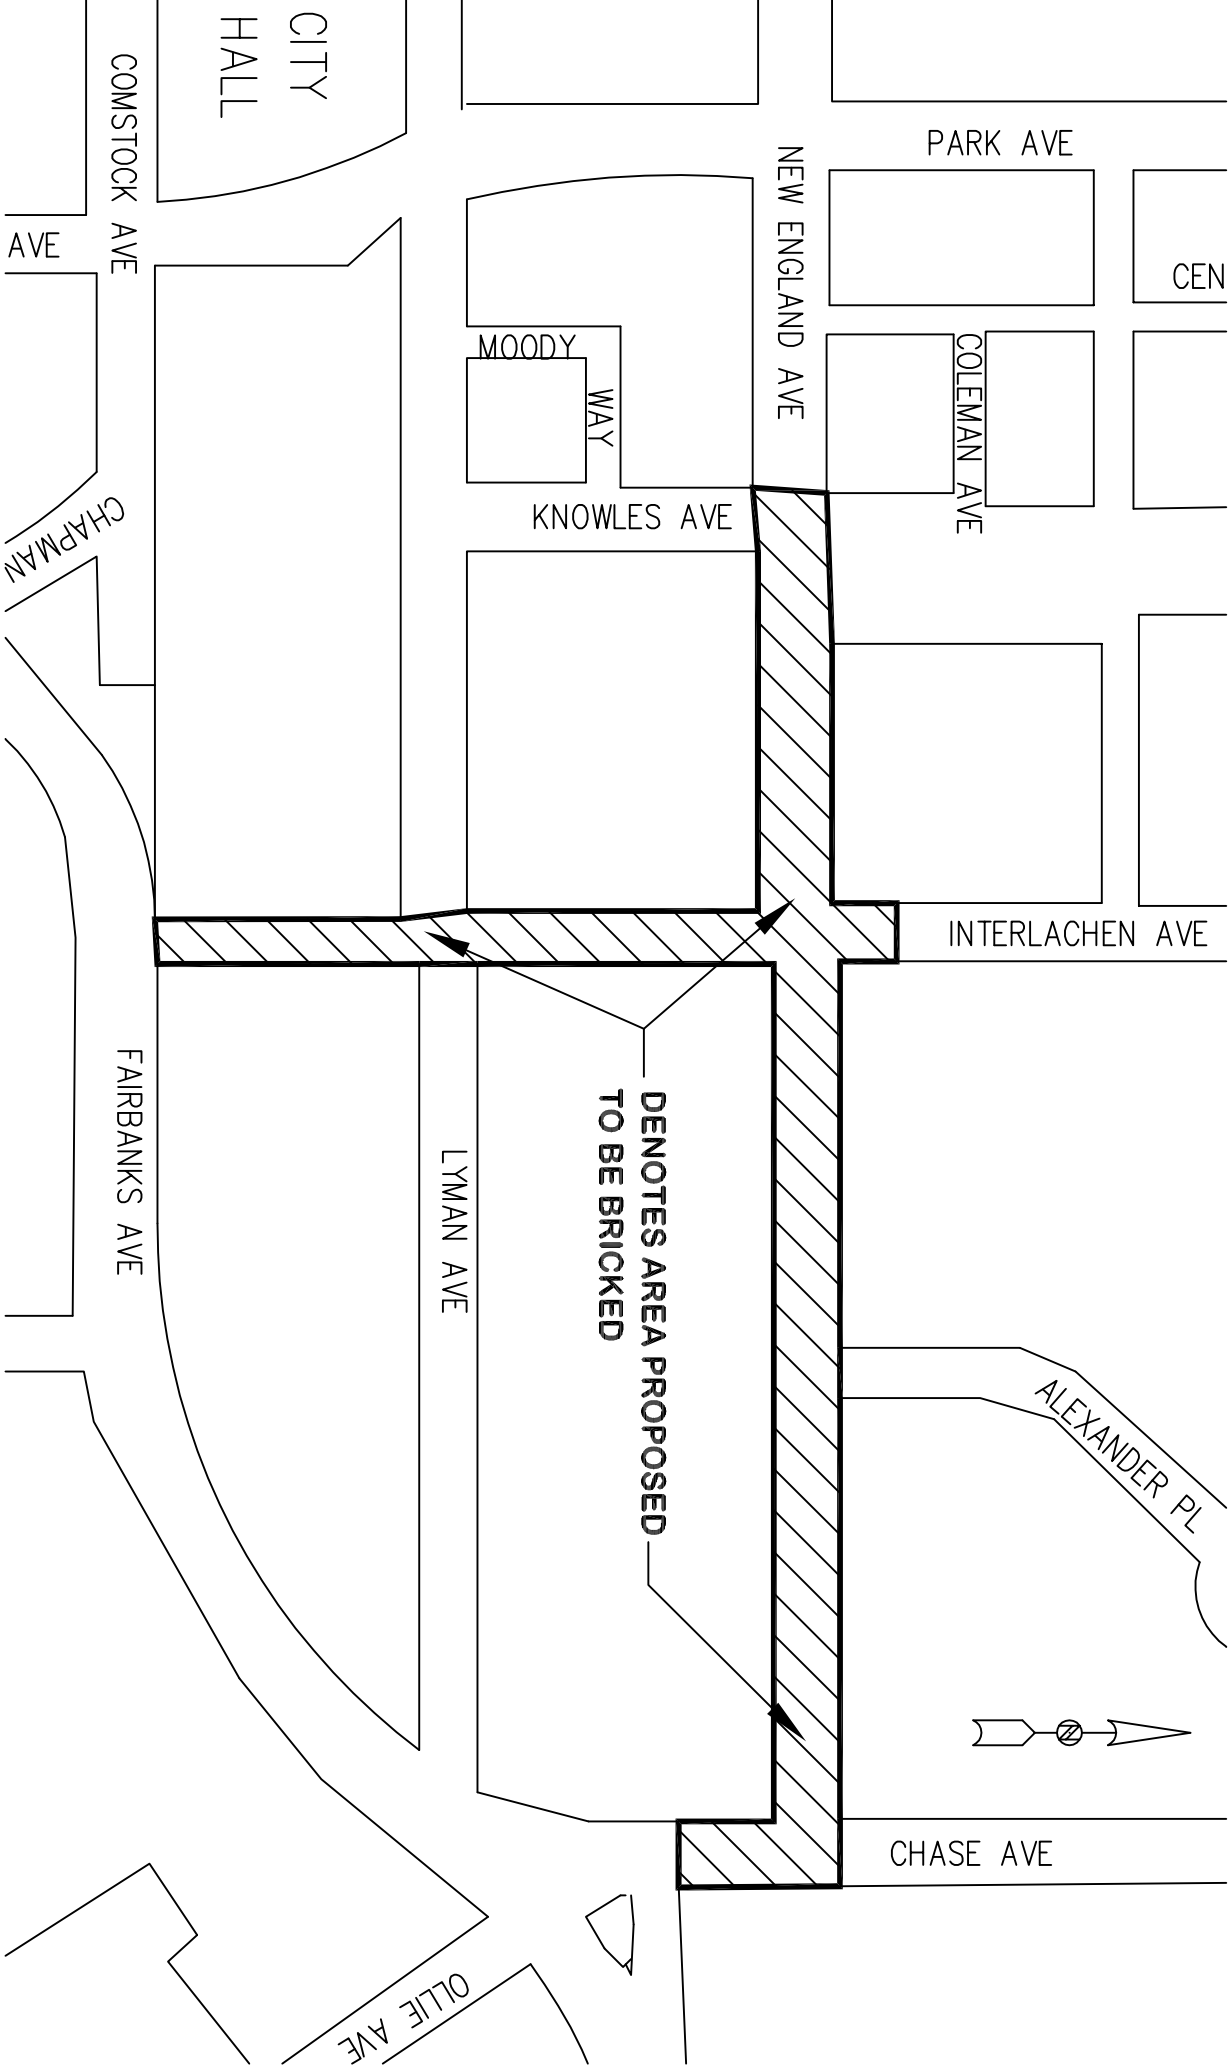 CITY
HALL
COMSTOCK AVE
PARK AVE
NEW ENGLAND AVE
AVE
CEN
MOODY
WAY
COLEMAN AVE
KNOWLES AVE
CHAPMAN
INTERLACHEN AVE
FAIRBANKS AVE
LYMAN AVE
DENOTES AREA PROPOSED
TO BE BRICKED
ALEXANDER PL
CHASE AVE
OLLIE AVE